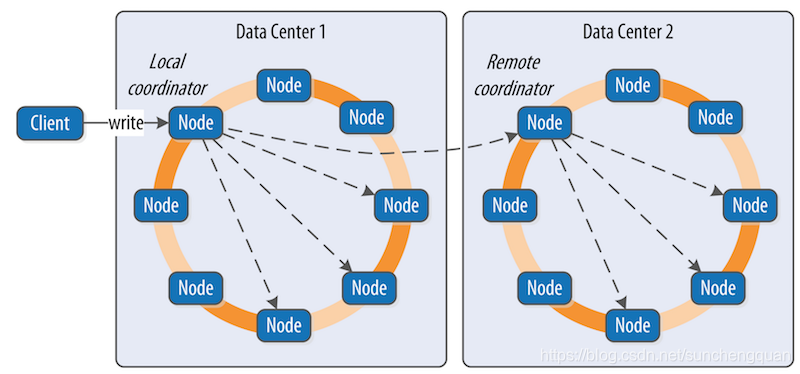 Data Center 1
Local
coordinator
Client
write
Node
Node
Node
Node
Node
Node
Node
Node
Data Center 2
Remote
coordinator
Node
Node
Node
Node
Node
Node
Node
Node
https://blog.csdn.net/sunchengquan